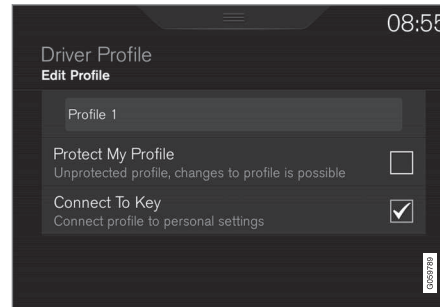 08:55
Driver Profile
Edit Profile
Profile 1
Protect My Profile
Unprotected profile, changes to profile is possible
Connect To Key
Connect profile to personal settings
G059789